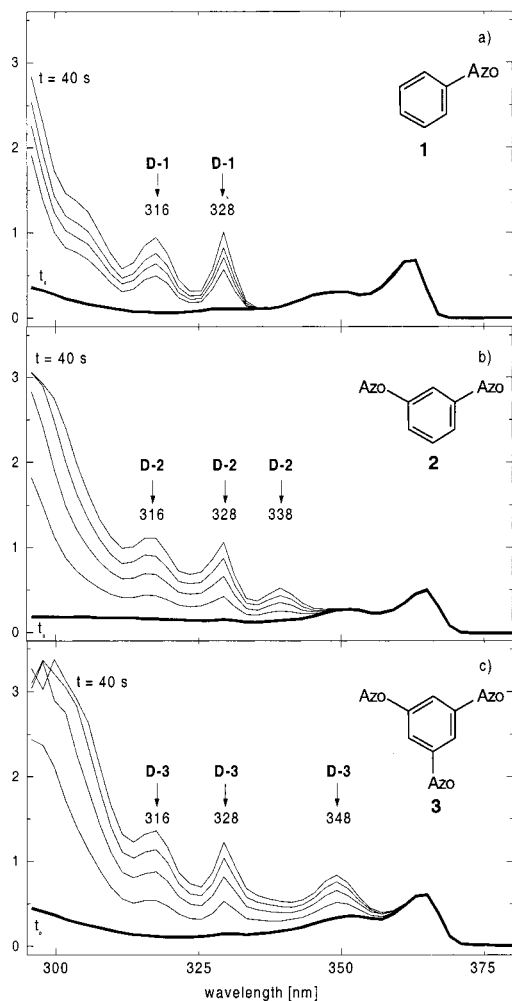 a)
3
t = 40 s
Azo
1
D-1 D-1
2
316 328
1
t₀
0
b)
3
t = 40 s
Azo Azo
2
D-2 D-2 D-2
2
316 328 338
1
t₀
0
c)
t = 40 s
Azo Azo
3
Azo
3
D-3 D-3 D-3
2
316 328 348
1
t₀
0
300 325 350 375
wavelength [nm]